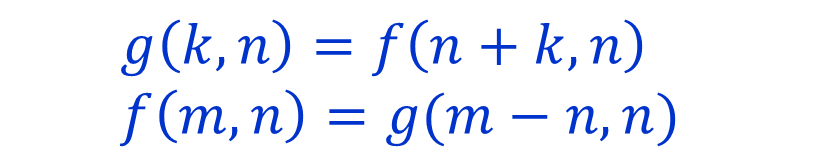 g(k, n) = f(n + k, n)
f(m, n) = g(m − n, n)